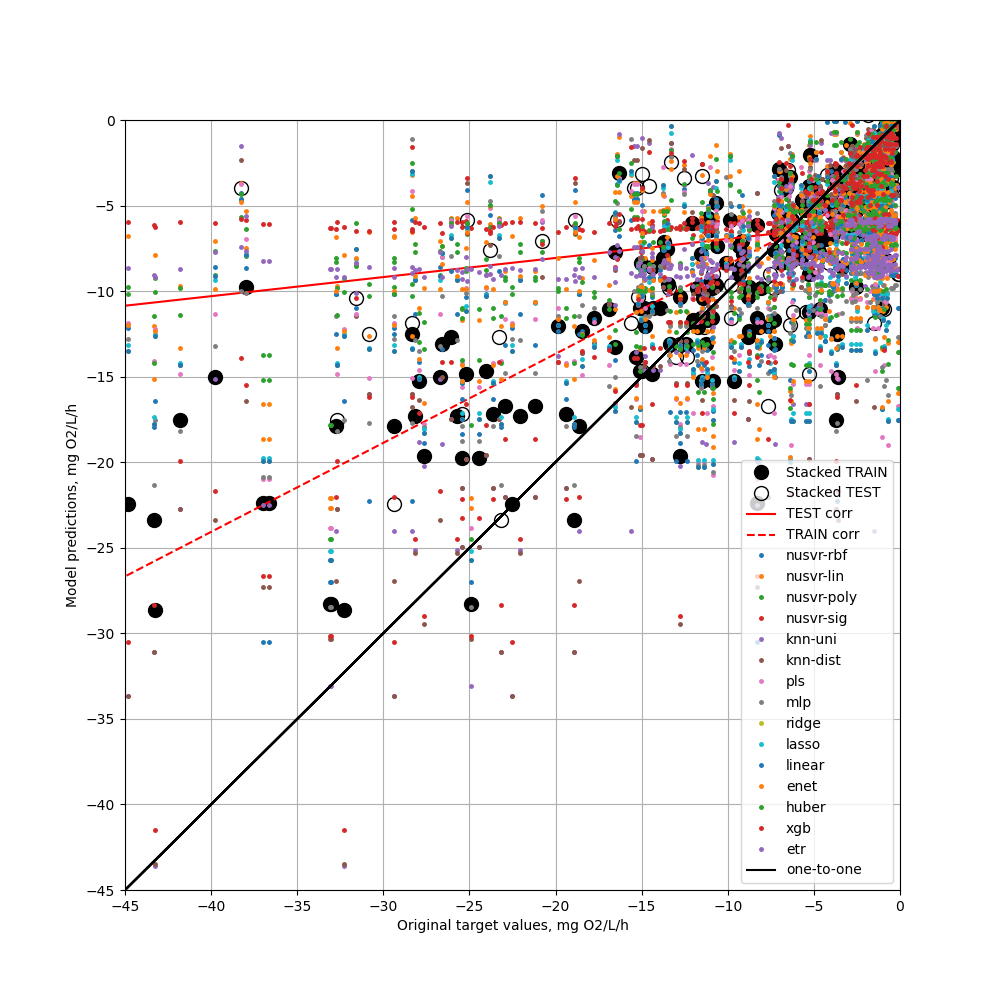 0
−5
−10
−15
−20
−25
−30
−35
−40
−45
Model predictions, mg O2/L/h
−45 −40 −35 −30 −25 −20 −15 −10 −5 0
Original target values, mg O2/L/h
Stacked TRAIN
Stacked TEST
TEST corr
TRAIN corr
nusvr-rbf
nusvr-lin
nusvr-poly
nusvr-sig
knn-uni
knn-dist
pls
mlp
ridge
lasso
linear
enet
huber
xgb
etr
one-to-one